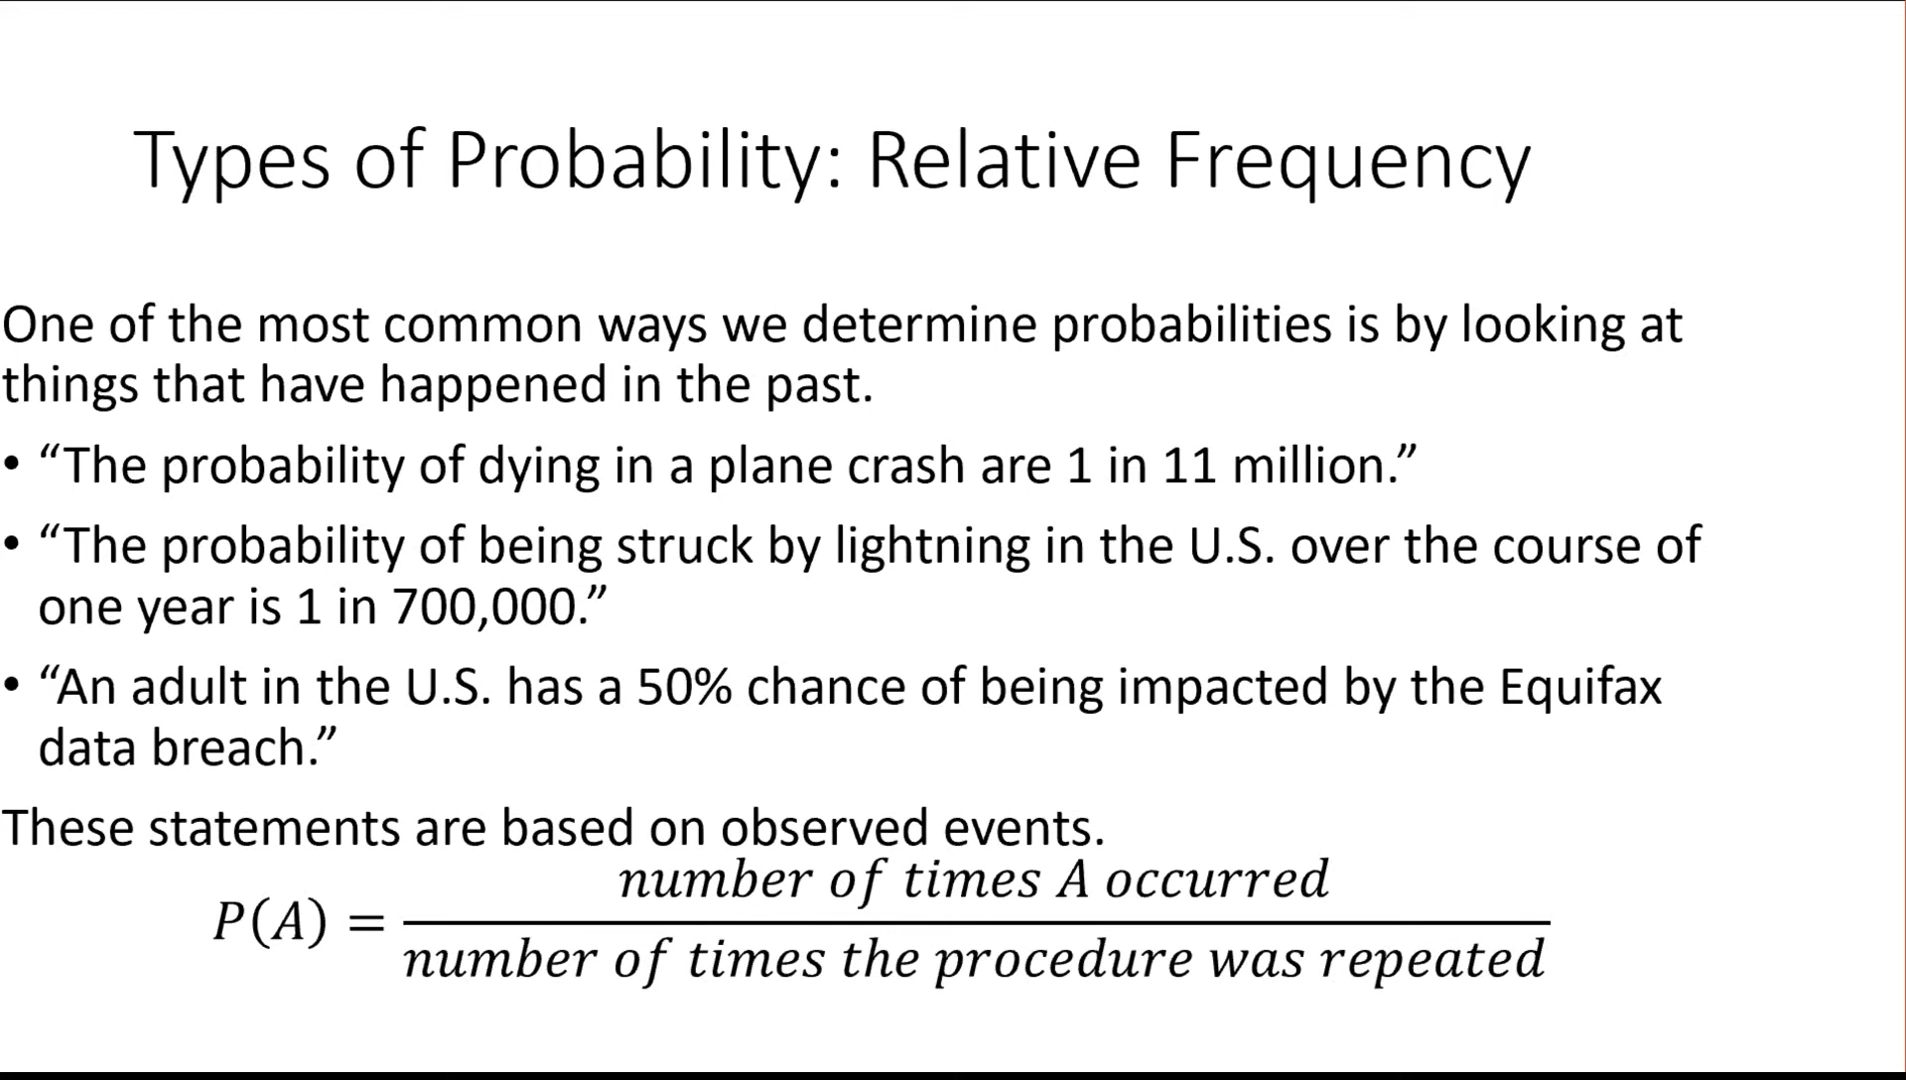 Types of Probability: Relative Frequency
One of the most common ways we determine probabilities is by looking at
things that have happened in the past.
• “The probability of dying in a plane crash are 1 in 11 million.”
• “The probability of being struck by lightning in the U.S. over the course of
one year is 1 in 700,000.”
• “An adult in the U.S. has a 50% chance of being impacted by the Equifax
data breach.”
These statements are based on observed events.
number of times A occurred
P(A) =
number of times the procedure was repeated